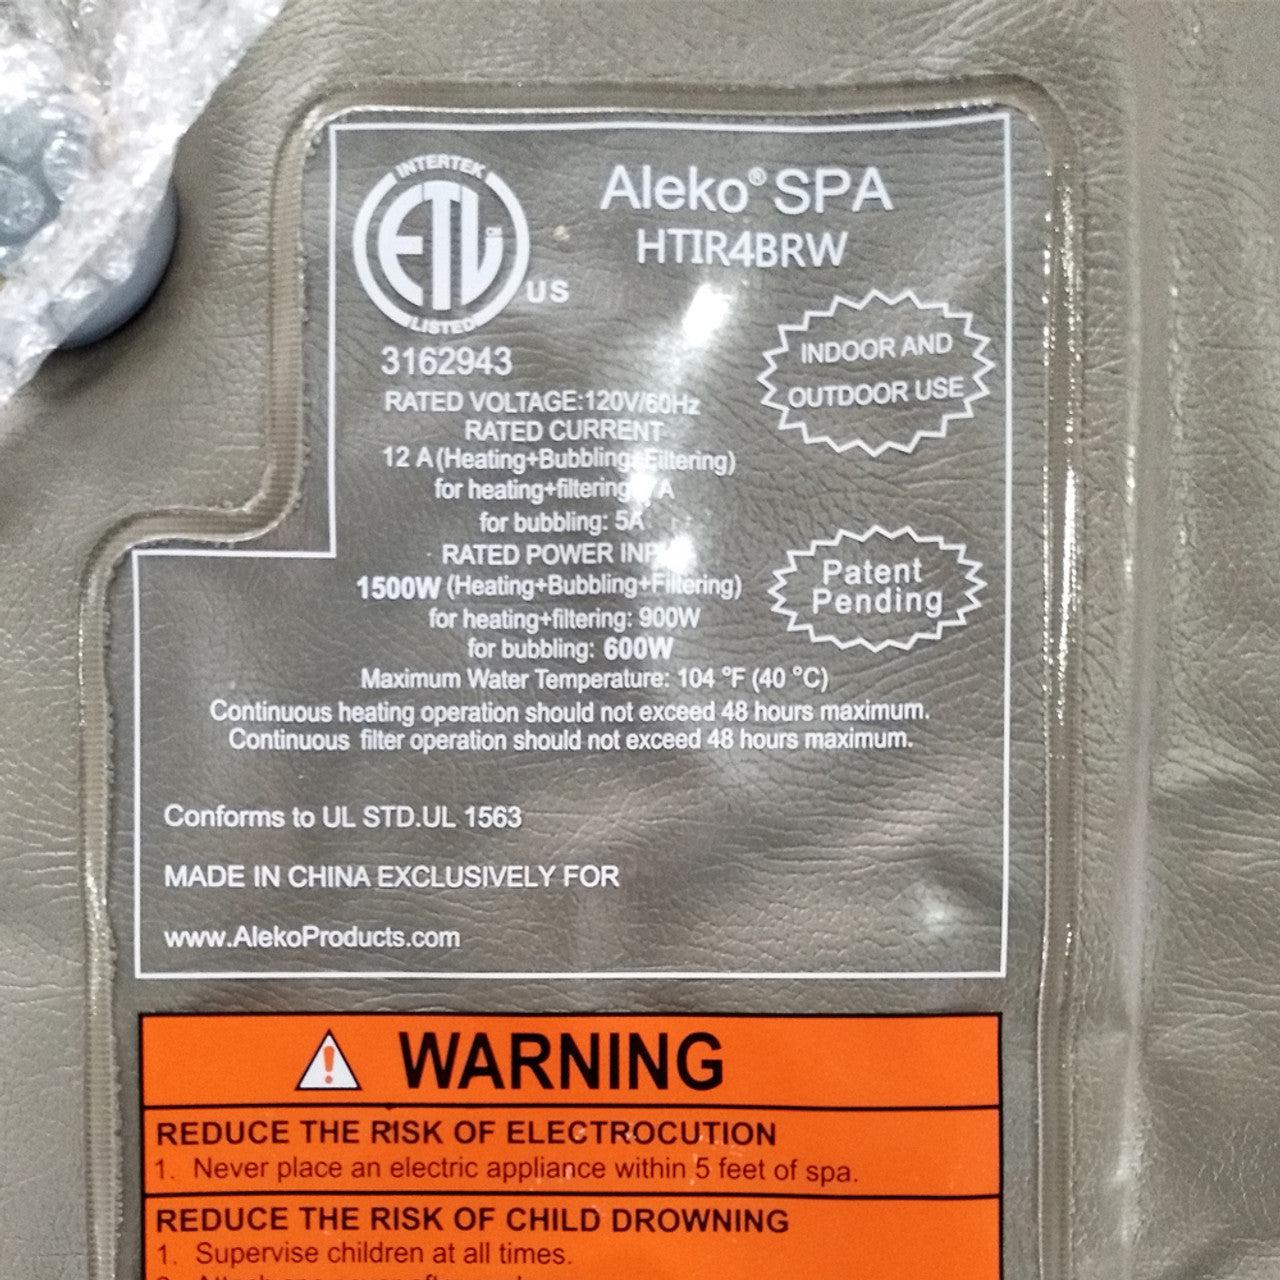 INTERTEK
ETL
LISTED
US
Aleko® SPA
HTIR4BRW
3162943
INDOOR AND
OUTDOOR USE
RATED VOLTAGE:120V/60Hz
RATED CURRENT
12 A (Heating+Bubbling+Filtering)
for heating+filtering 7A
for bubbling: 5A
RATED POWER
1500W (Heating+Bubbling+Filtering)
for heating+filtering: 900W
for bubbling: 600W
Patent
Pending
Maximum Water Temperature: 104 °F (40 °C)
Continuous heating operation should not exceed 48 hours maximum.
Continuous filter operation should not exceed 48 hours maximum.
Conforms to UL STD.UL 1563
MADE IN CHINA EXCLUSIVELY FOR
www.AlekoProducts.com
WARNING
REDUCE THE RISK OF ELECTROCUTION
1. Never place an electric appliance within 5 feet of spa.
REDUCE THE RISK OF CHILD DROWNING
1. Supervise children at all times.